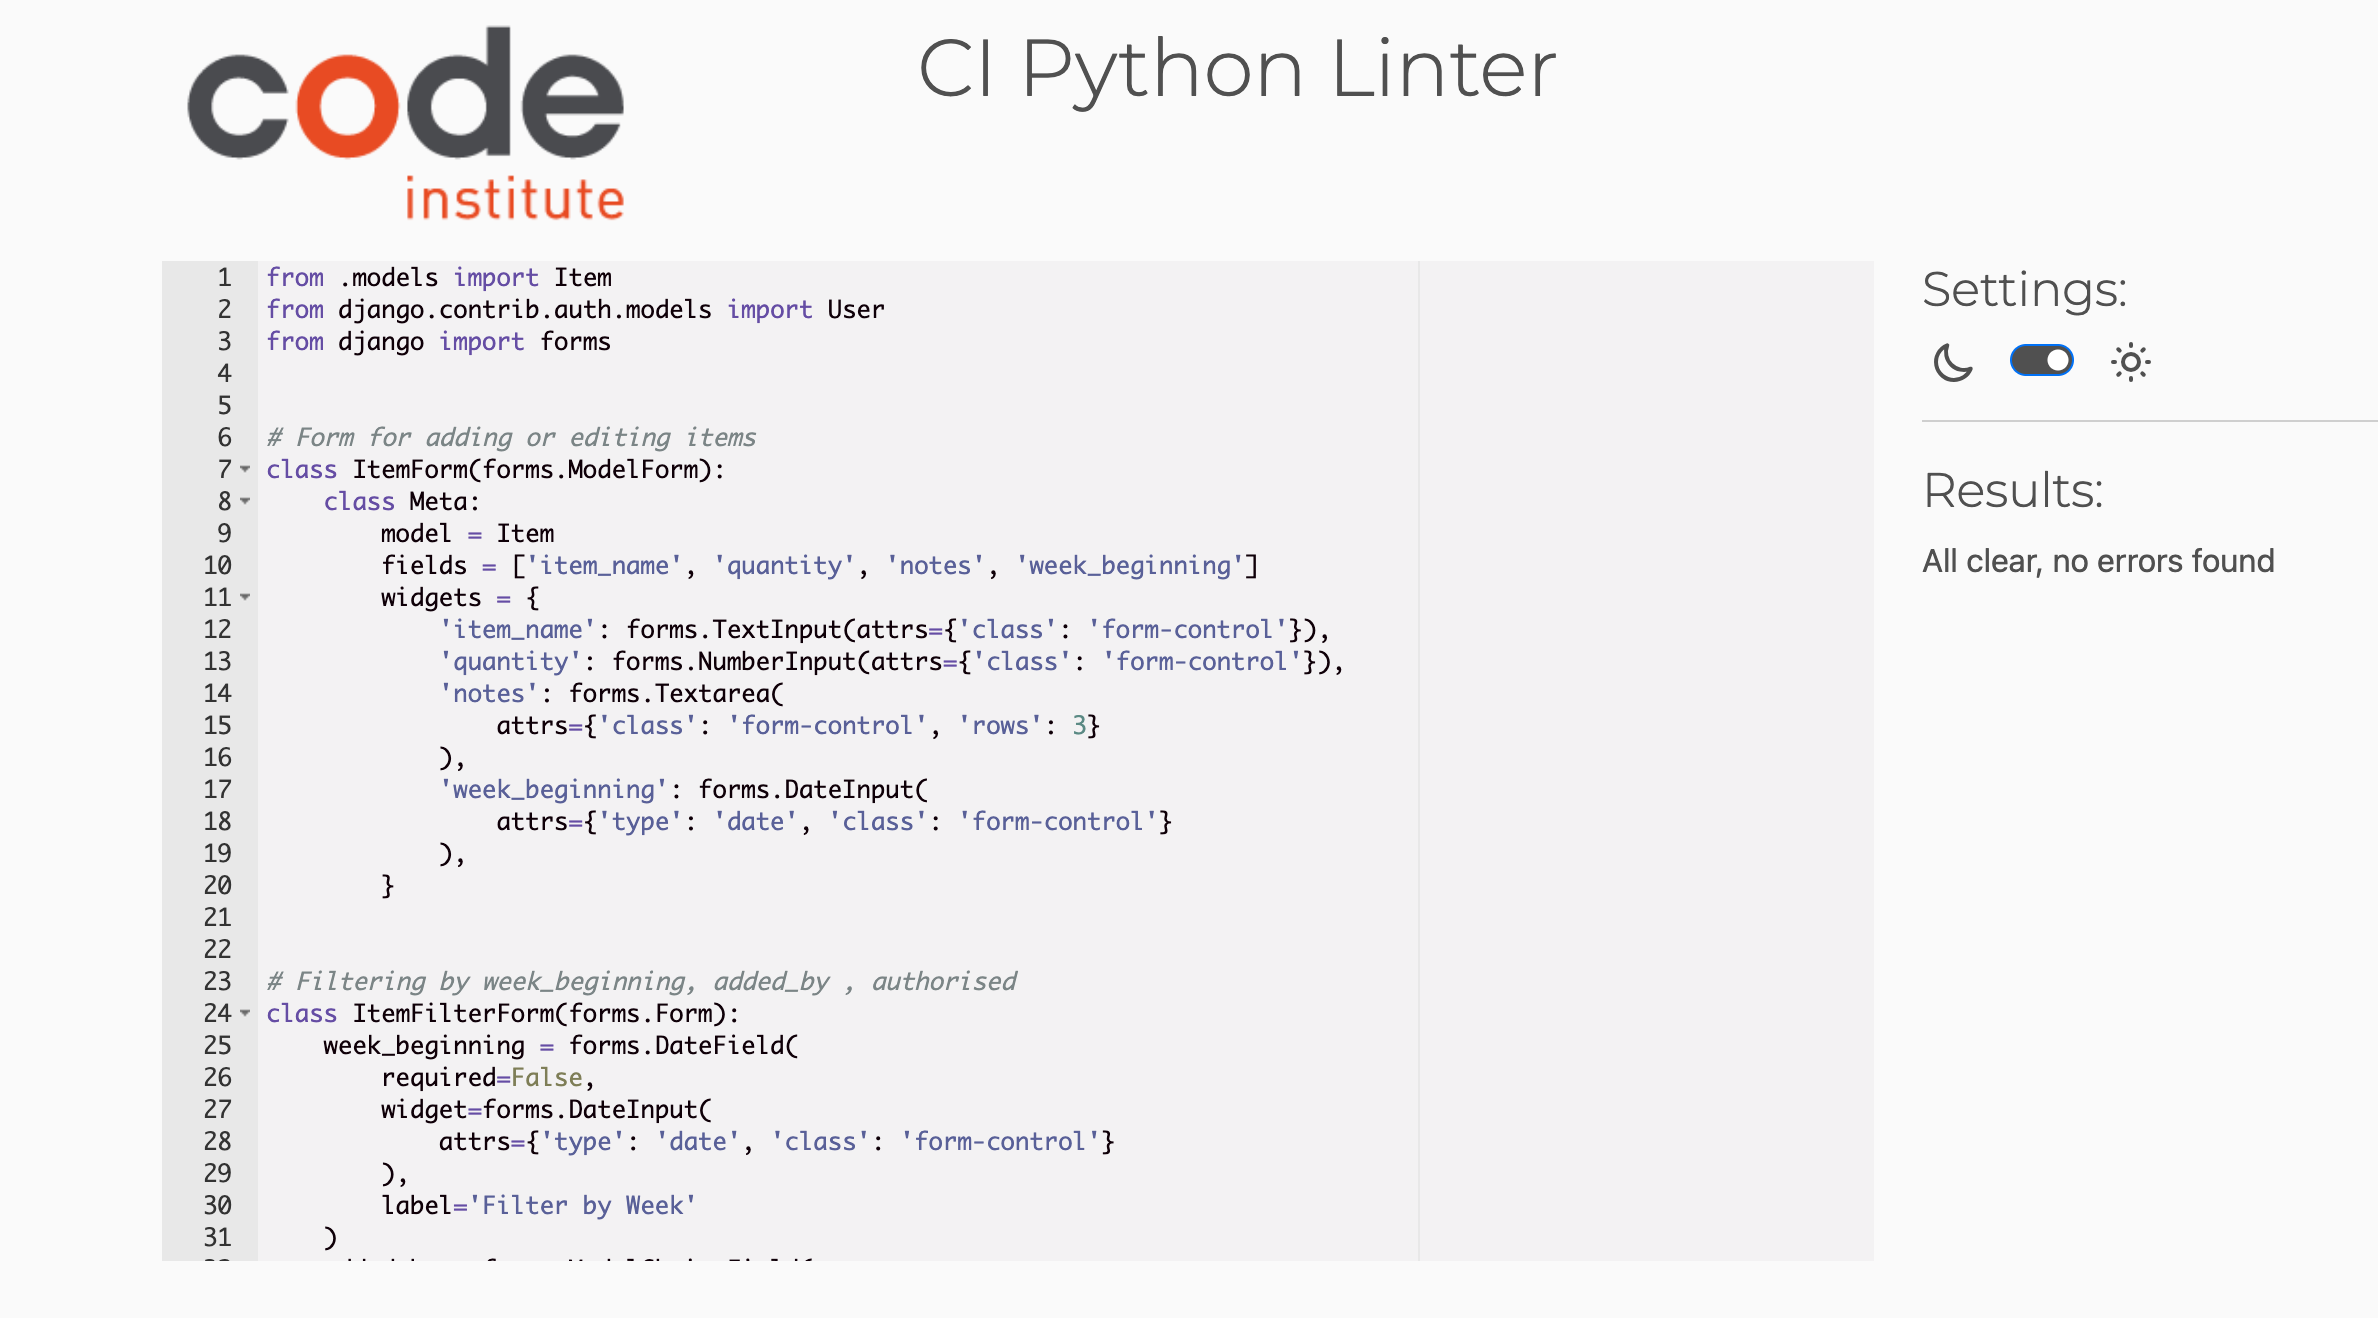 code
institute
CI Python Linter
1 from .models import Item
2 from django.contrib.auth.models import User
3 from django import forms
4
5
6 # Form for adding or editing items
7 class ItemForm(forms.ModelForm):
8     class Meta:
9         model = Item
10         fields = ['item_name', 'quantity', 'notes', 'week_beginning']
11         widgets = {
12             'item_name': forms.TextInput(attrs={'class': 'form-control'}),
13             'quantity': forms.NumberInput(attrs={'class': 'form-control'}),
14             'notes': forms.Textarea(
15                 attrs={'class': 'form-control', 'rows': 3}
16             ),
17             'week_beginning': forms.DateInput(
18                 attrs={'type': 'date', 'class': 'form-control'}
19             ),
20         }
21
22
23 # Filtering by week_beginning, added_by , authorised
24 class ItemFilterForm(forms.Form):
25     week_beginning = forms.DateField(
26         required=False,
27         widget=forms.DateInput(
28             attrs={'type': 'date', 'class': 'form-control'}
29         ),
30         label='Filter by Week'
31     )
Settings:
Results:
All clear, no errors found